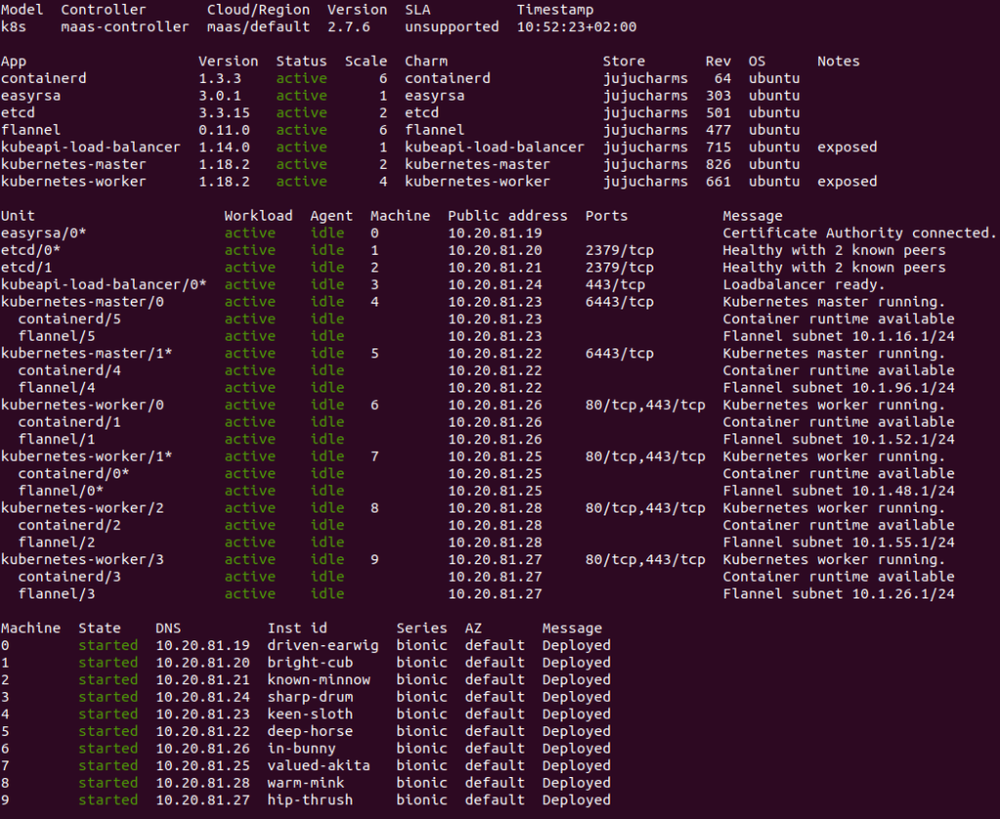 Model  Controller       Cloud/Region  Version  SLA          Timestamp
k8s    maas-controller  maas/default  2.7.6    unsupported  10:52:23+02:00
App                    Version  Status  Scale  Charm                  Store       Rev  OS      Notes
containerd             1.3.3    active      6  containerd             jujucharms   64  ubuntu
easyrsa                3.0.1    active      1  easyrsa                jujucharms  303  ubuntu
etcd                   3.3.15   active      2  etcd                   jujucharms  501  ubuntu
flannel                0.11.0   active      6  flannel                jujucharms  477  ubuntu
kubeapi-load-balancer  1.14.0   active      1  kubeapi-load-balancer  jujucharms  715  ubuntu  exposed
kubernetes-master      1.18.2   active      2  kubernetes-master      jujucharms  826  ubuntu
kubernetes-worker      1.18.2   active      4  kubernetes-worker      jujucharms  661  ubuntu  exposed
Unit                      Workload  Agent  Machine  Public address  Ports           Message
easyrsa/0*                active    idle   0        10.20.81.19                     Certificate Authority connected.
etcd/0*                   active    idle   1        10.20.81.20     2379/tcp        Healthy with 2 known peers
etcd/1                    active    idle   2        10.20.81.21     2379/tcp        Healthy with 2 known peers
kubeapi-load-balancer/0*  active    idle   3        10.20.81.24     443/tcp         Loadbalancer ready.
kubernetes-master/0       active    idle   4        10.20.81.23     6443/tcp        Kubernetes master running.
  containerd/5            active    idle            10.20.81.23                     Container runtime available
  flannel/5               active    idle            10.20.81.23                     Flannel subnet 10.1.16.1/24
kubernetes-master/1*      active    idle   5        10.20.81.22     6443/tcp        Kubernetes master running.
  containerd/4            active    idle            10.20.81.22                     Container runtime available
  flannel/4               active    idle            10.20.81.22                     Flannel subnet 10.1.96.1/24
kubernetes-worker/0       active    idle   6        10.20.81.26     80/tcp,443/tcp  Kubernetes worker running.
  containerd/1            active    idle            10.20.81.26                     Container runtime available
  flannel/1               active    idle            10.20.81.26                     Flannel subnet 10.1.52.1/24
kubernetes-worker/1*      active    idle   7        10.20.81.25     80/tcp,443/tcp  Kubernetes worker running.
  containerd/0*           active    idle            10.20.81.25                     Container runtime available
  flannel/0*              active    idle            10.20.81.25                     Flannel subnet 10.1.48.1/24
kubernetes-worker/2       active    idle   8        10.20.81.28     80/tcp,443/tcp  Kubernetes worker running.
  containerd/2            active    idle            10.20.81.28                     Container runtime available
  flannel/2               active    idle            10.20.81.28                     Flannel subnet 10.1.55.1/24
kubernetes-worker/3       active    idle   9        10.20.81.27     80/tcp,443/tcp  Kubernetes worker running.
  containerd/3            active    idle            10.20.81.27                     Container runtime available
  flannel/3               active    idle            10.20.81.27                     Flannel subnet 10.1.26.1/24
Machine  State    DNS          Inst id        Series  AZ       Message
0        started  10.20.81.19  driven-earwig  bionic  default  Deployed
1        started  10.20.81.20  bright-cub     bionic  default  Deployed
2        started  10.20.81.21  known-minnow   bionic  default  Deployed
3        started  10.20.81.24  sharp-drum     bionic  default  Deployed
4        started  10.20.81.23  keen-sloth     bionic  default  Deployed
5        started  10.20.81.22  deep-horse     bionic  default  Deployed
6        started  10.20.81.26  in-bunny       bionic  default  Deployed
7        started  10.20.81.25  valued-akita   bionic  default  Deployed
8        started  10.20.81.28  warm-mink      bionic  default  Deployed
9        started  10.20.81.27  hip-thrush     bionic  default  Deployed